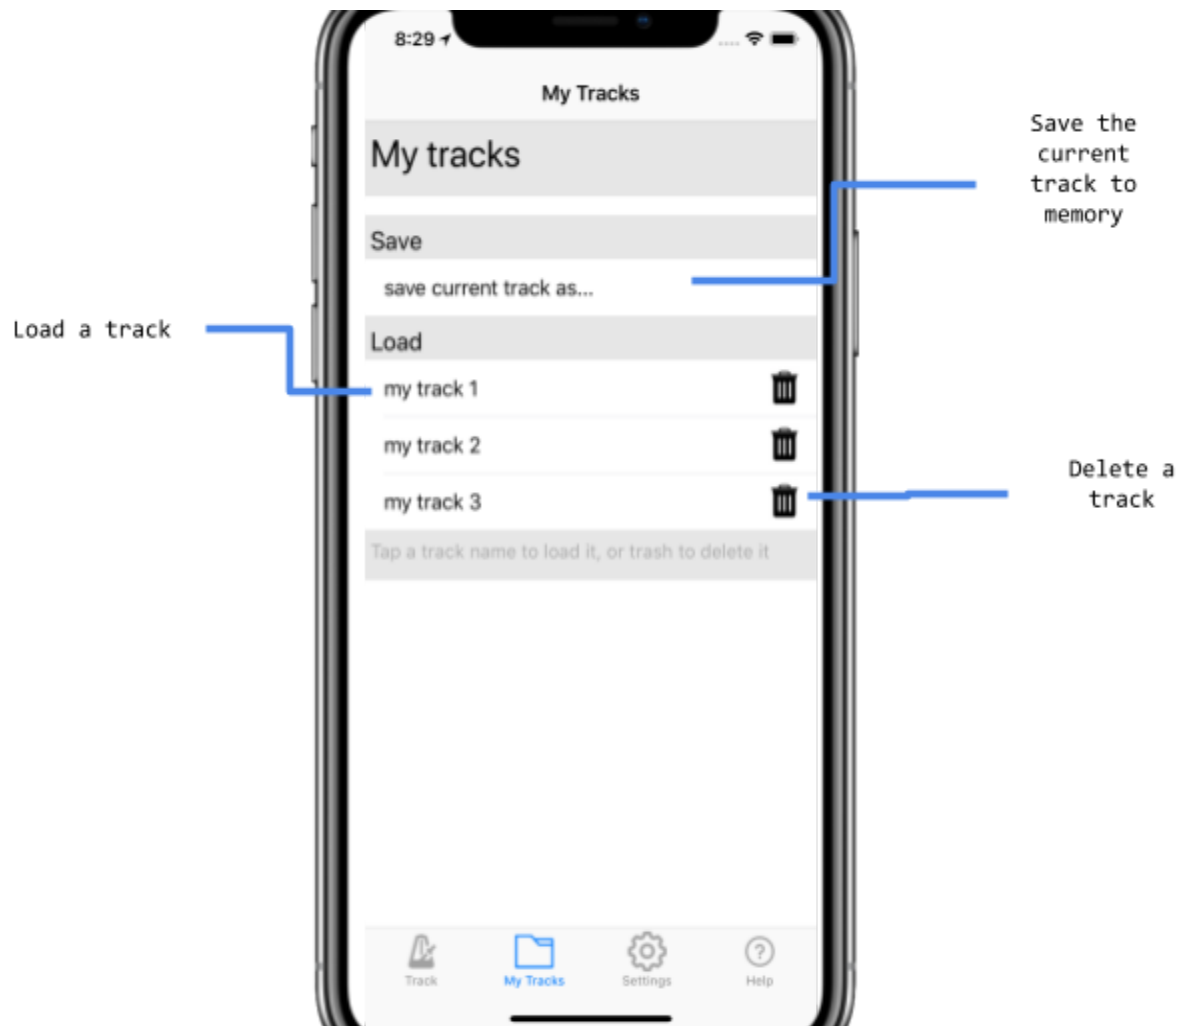 8:29
My Tracks
My tracks
Save the
current
track to
memory
Save
save current track as...
Load a track
Load
my track 1
my track 2
my track 3
Delete a
track
Tap a track name to load it, or trash to delete it
Track
My Tracks
Settings
Help